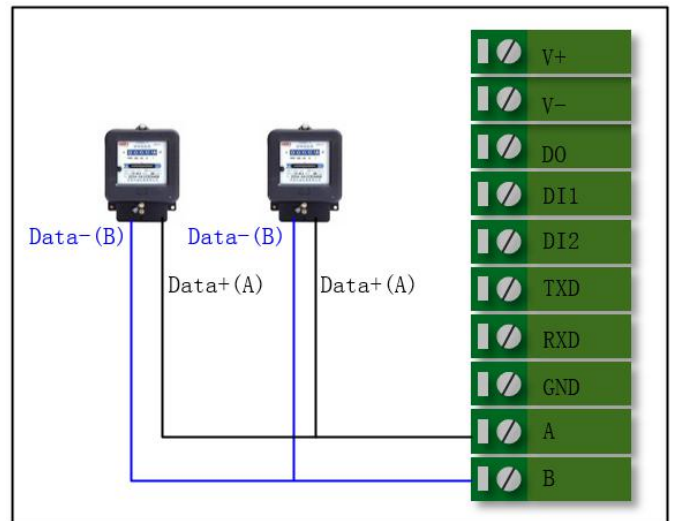 V+
V-
DO
DI1
DI2
TXD
RXD
GND
A
B
Data-(B)
Data-(B)
Data+(A)
Data+(A)